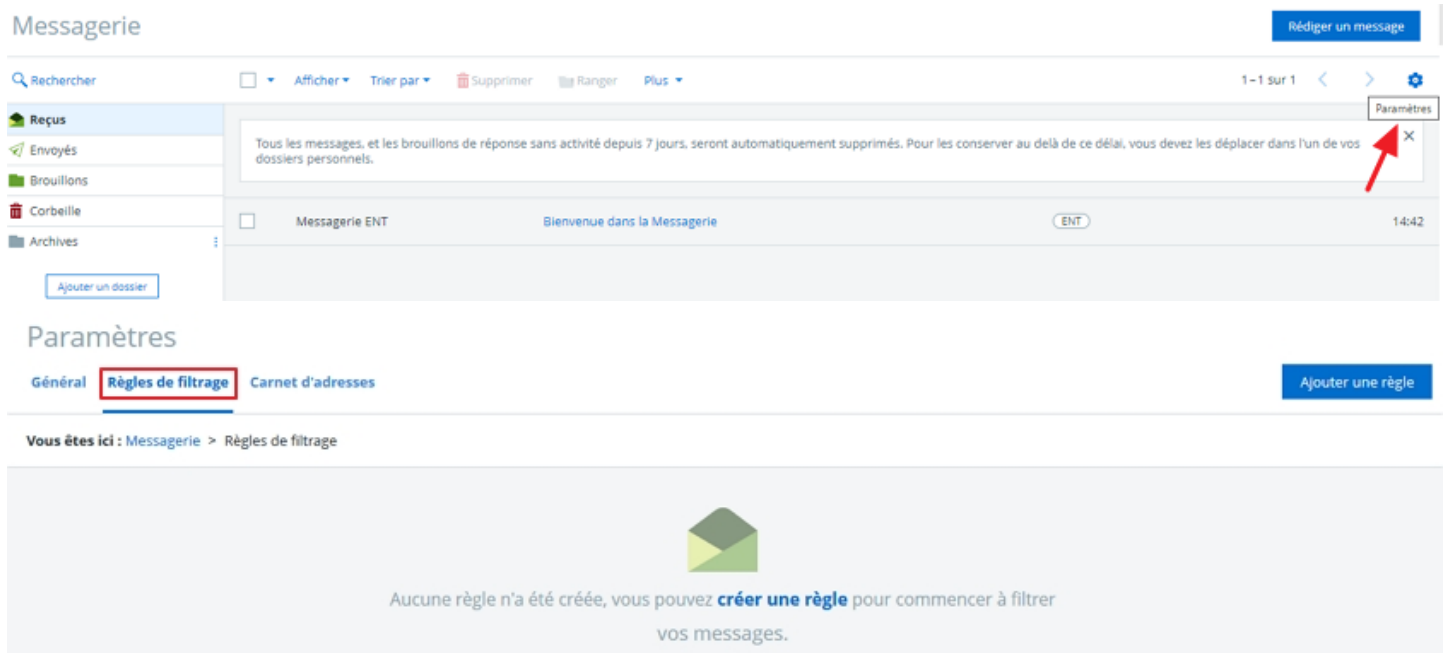 Messagerie
Rédiger un message
Rechercher
Afficher Trier par Supprimer Ranger Plus 1–1 sur 1
Paramètres
Reçus
Envoyés
Brouillons
Corbeille
Archives
Ajouter un dossier
Tous les messages, et les brouillons de réponse sans activité depuis 7 jours, seront automatiquement supprimés. Pour les conserver au delà de ce délai, vous devez les déplacer dans l'un de vos
dossiers personnels.
Messagerie ENT Bienvenue dans la Messagerie ENT 14:42
Paramètres
Général Règles de filtrage Carnet d'adresses
Ajouter une règle
Vous êtes ici : Messagerie > Règles de filtrage
Aucune règle n'a été créée, vous pouvez créer une règle pour commencer à filtrer
vos messages.